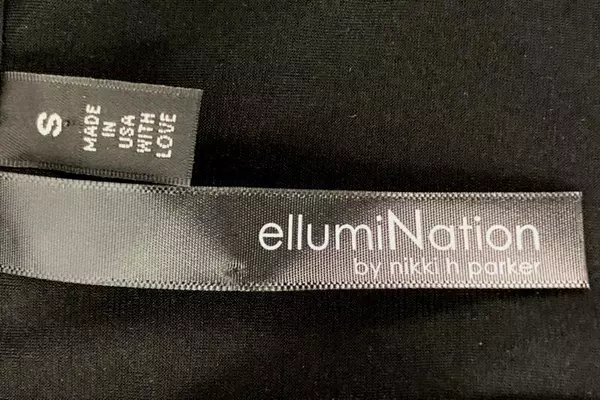 S
MADE
IN
USA
WITH
LOVE
ellumiNation
by nikki h parker